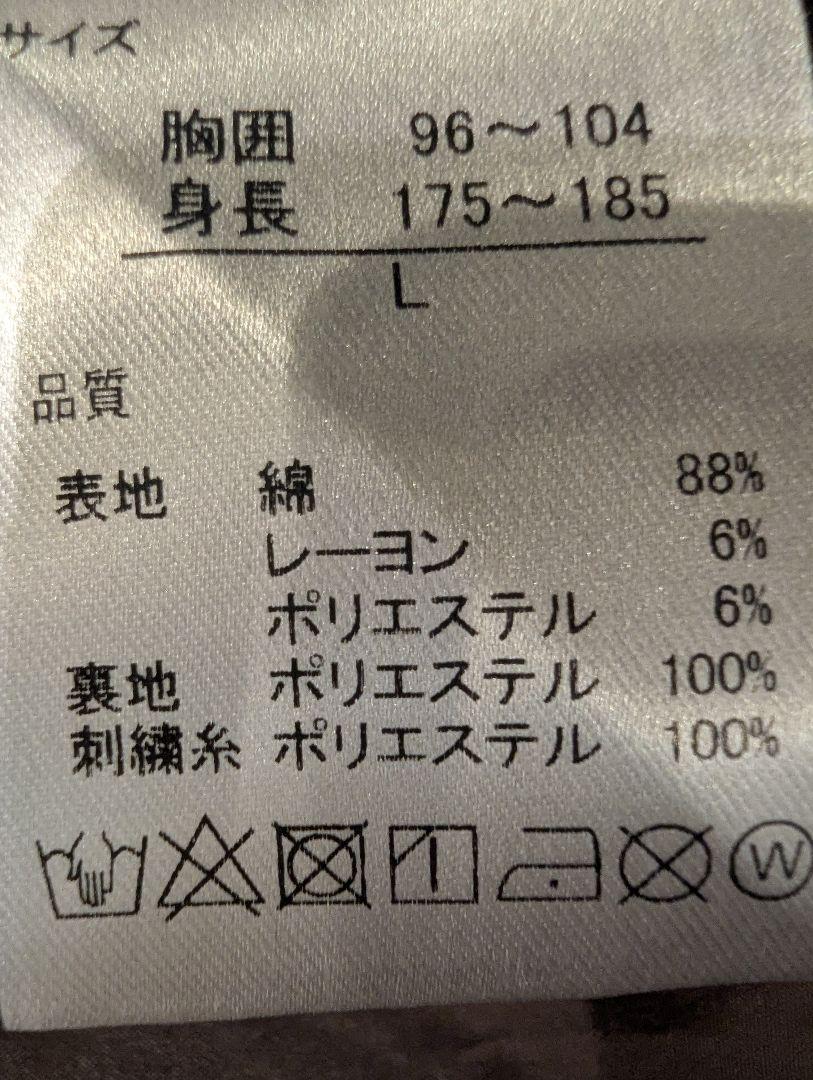 サイズ
胸囲 96～104
身長 175～185
L
品質
表地 綿 88%
レーヨン 6%
ポリエステル 6%
裏地 ポリエステル 100%
刺繍糸 ポリエステル 100%
W